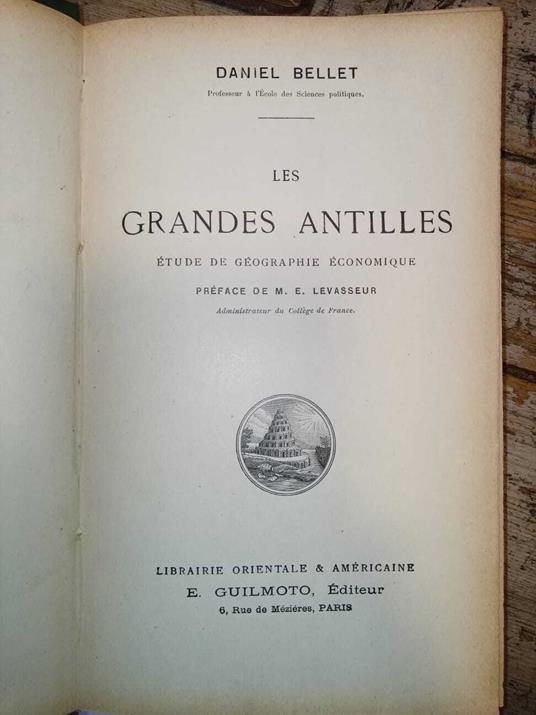 DANIEL BELLET
Professeur à l'École des Sciences politiques.
LES
GRANDES ANTILLES
ÉTUDE DE GÉOGRAPHIE ÉCONOMIQUE
PRÉFACE DE M. E. LEVASSEUR
Administrateur du Collège de France.
LIBRAIRIE ORIENTALE & AMÉRICAINE
E. GUILMOTO, Éditeur
6, Rue de Méziéres, PARIS